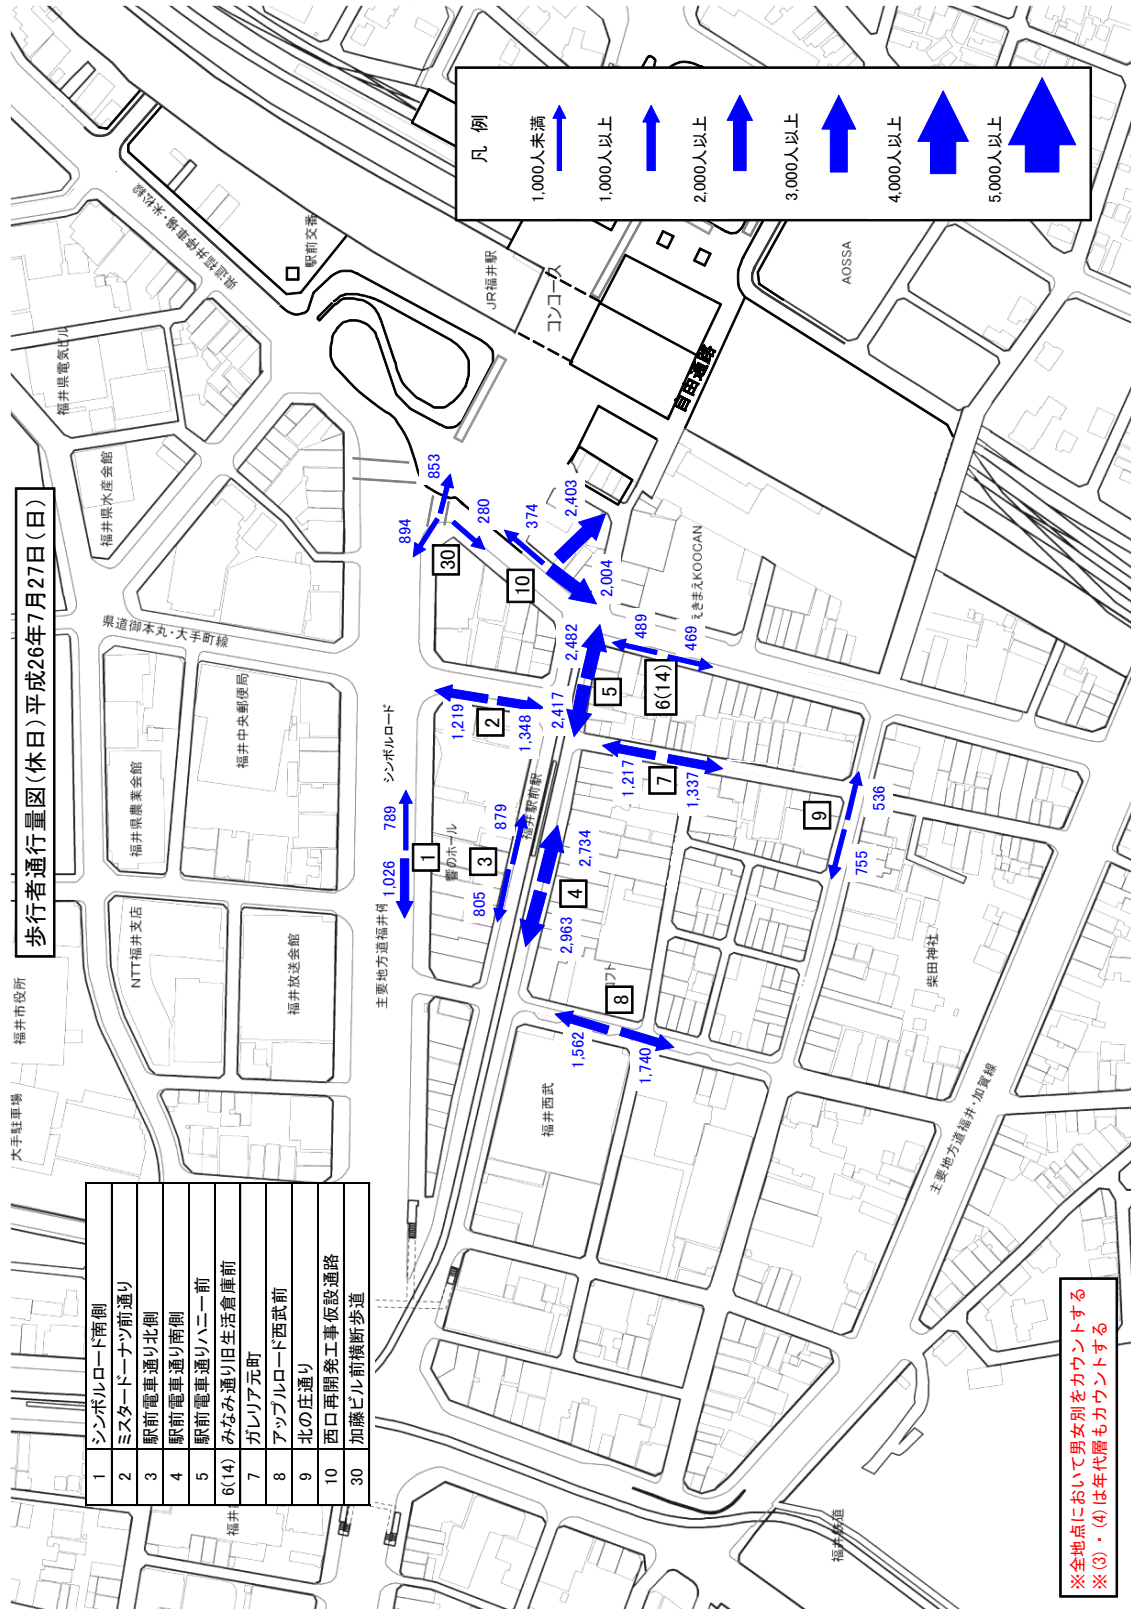 歩行者通行量図(休日)平成26年7月27日(日)
凡 例
1,000人未満
1,000人以上
2,000人以上
3,000人以上
4,000人以上
5,000人以上
1 シンボルロード南側
2 ミスタードーナツ前通り
3 駅前電車通り北側
4 駅前電車通り南側
5 駅前電車通りハニー前
6(14) みなみ通り旧生活倉庫前
7 ガレリア元町
8 アップルロード西武前
9 北の庄通り
10 西口再開発工事仮設通路
30 加藤ビル前横断歩道
※全地点において男女別をカウントする
※(3)・(4)は年代層もカウントする
大手駐車場
福井市役所
NTT福井支店
福井放送会館
福井県農業会館
福井中央郵便局
県道御本丸・大手町線
福井県水産会館
福井県電気ビル
県道福井停車場・米松線
駅前交番
JR福井駅
コンコース
自由通路
AOSSA
えきまえKOOCAN
主要地方道福井
シンボルロード
響のホール
福井駅前駅
福井西武
ロフト
柴田神社
主要地方道福井・加賀線
福井鉄道
福井
1
1,026
789
2
1,219
1,348
3
805
879
4
2,963
2,734
5
2,417
2,482
6(14)
489
469
7
1,217
1,337
8
1,562
1,740
9
755
536
10
374
2,004
2,403
30
894
853
280